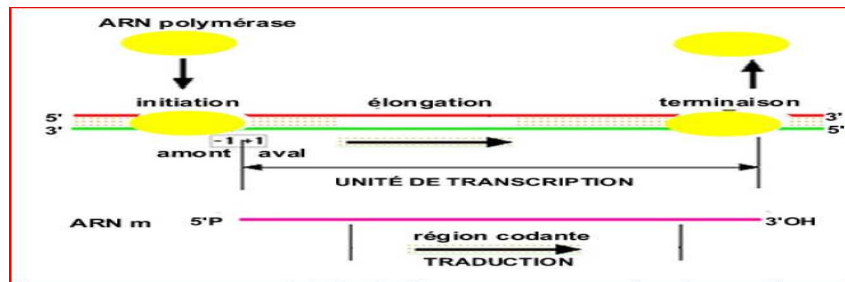 ARN polymérase
initiation élongation terminaison
5' 3'
3' 5'
-1 +1
amont aval
UNITÉ DE TRANSCRIPTION
ARN m 5'P 3'OH
région codante
TRADUCTION